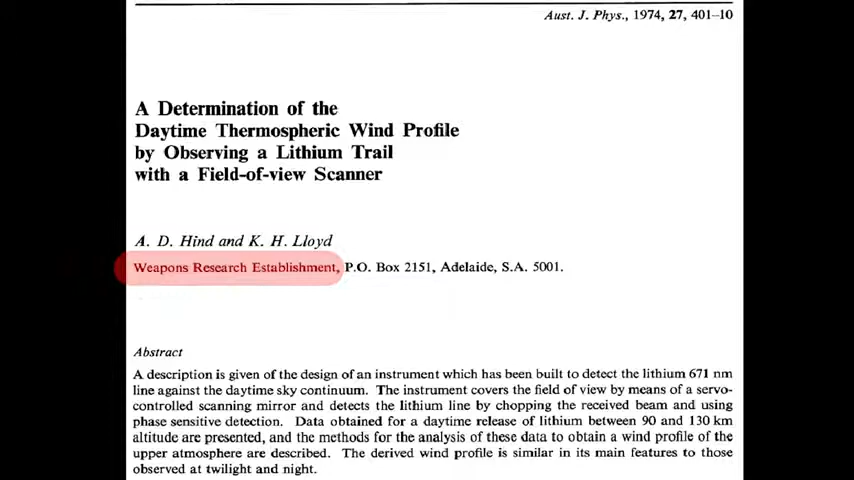 Aust. J. Phys., 1974, 27, 401–10
A Determination of the
Daytime Thermospheric Wind Profile
by Observing a Lithium Trail
with a Field-of-view Scanner
A. D. Hind and K. H. Lloyd
Weapons Research Establishment, P.O. Box 2151, Adelaide, S.A. 5001.
Abstract
A description is given of the design of an instrument which has been built to detect the lithium 671 nm
line against the daytime sky continuum. The instrument covers the field of view by means of a servo-
controlled scanning mirror and detects the lithium line by chopping the received beam and using
phase sensitive detection. Data obtained for a daytime release of lithium between 90 and 130 km
altitude are presented, and the methods for the analysis of these data to obtain a wind profile of the
upper atmosphere are described. The derived wind profile is similar in its main features to those
observed at twilight and night.